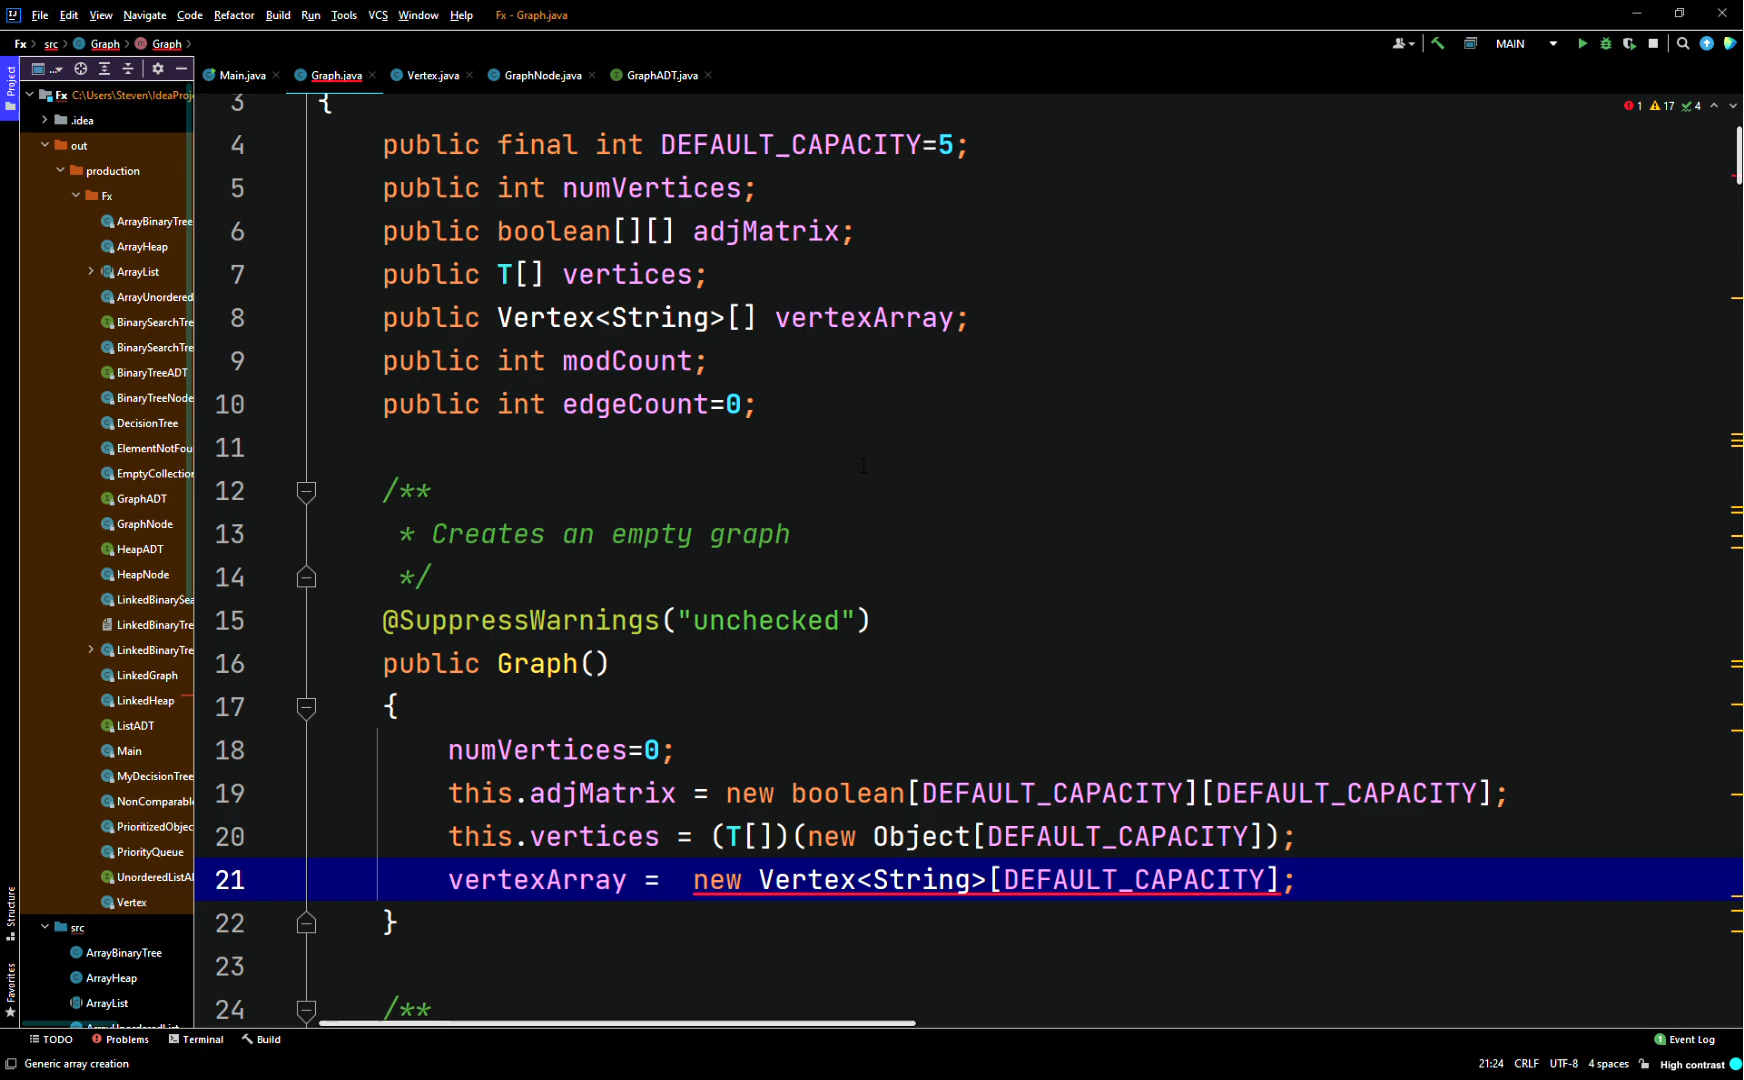 File Edit View Navigate Code Refactor Build Run Tools VCS Window Help Fx - Graph.java
Fx src Graph Graph MAIN
Project
Main.java Graph.java Vertex.java GraphNode.java GraphADT.java
Fx C:\Users\Steven\IdeaProj
.idea
out
production
Fx
ArrayBinaryTree
ArrayHeap
ArrayList
ArrayUnordered
BinarySearchTre
BinarySearchTre
BinaryTreeADT
BinaryTreeNode
DecisionTree
ElementNotFou
EmptyCollection
GraphADT
GraphNode
HeapADT
HeapNode
LinkedBinarySea
LinkedBinaryTre
LinkedBinaryTre
LinkedGraph
LinkedHeap
ListADT
Main
MyDecisionTree
NonComparabl
PrioritizedObjec
PriorityQueue
UnorderedListA
Vertex
src
ArrayBinaryTree
ArrayHeap
ArrayList
ArrayUnorderedList
1 17 4
3 {
4 public final int DEFAULT_CAPACITY=5;
5 public int numVertices;
6 public boolean[][] adjMatrix;
7 public T[] vertices;
8 public Vertex<String>[] vertexArray;
9 public int modCount;
10 public int edgeCount=0;
11
12 /**
13 * Creates an empty graph
14 */
15 @SuppressWarnings("unchecked")
16 public Graph()
17 {
18 numVertices=0;
19 this.adjMatrix = new boolean[DEFAULT_CAPACITY][DEFAULT_CAPACITY];
20 this.vertices = (T[])(new Object[DEFAULT_CAPACITY]);
21 vertexArray =  new Vertex<String>[DEFAULT_CAPACITY];
22 }
23
24 /**
Structure
Favorites
TODO Problems Terminal Build 1 Event Log
Generic array creation 21:24 CRLF UTF-8 4 spaces High contrast